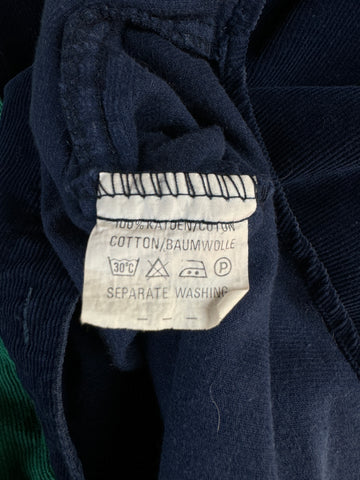 100% KATOEN/COTON
COTTON/BAUMWOLLE
30°C P
SEPARATE WASHING